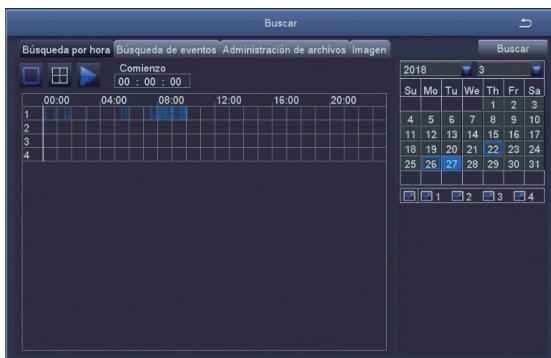 Buscar
Búsqueda por hora Búsqueda de eventos Administración de archivos Imagen
Comienzo
00 : 00 : 00
00:00 04:00 08:00 12:00 16:00 20:00
1
2
3
4
Buscar
2018 3
Su Mo Tu We Th Fr Sa
1 2 3
4 5 6 7 8 9 10
11 12 13 14 15 16 17
18 19 20 21 22 23 24
25 26 27 28 29 30 31
1 2 3 4